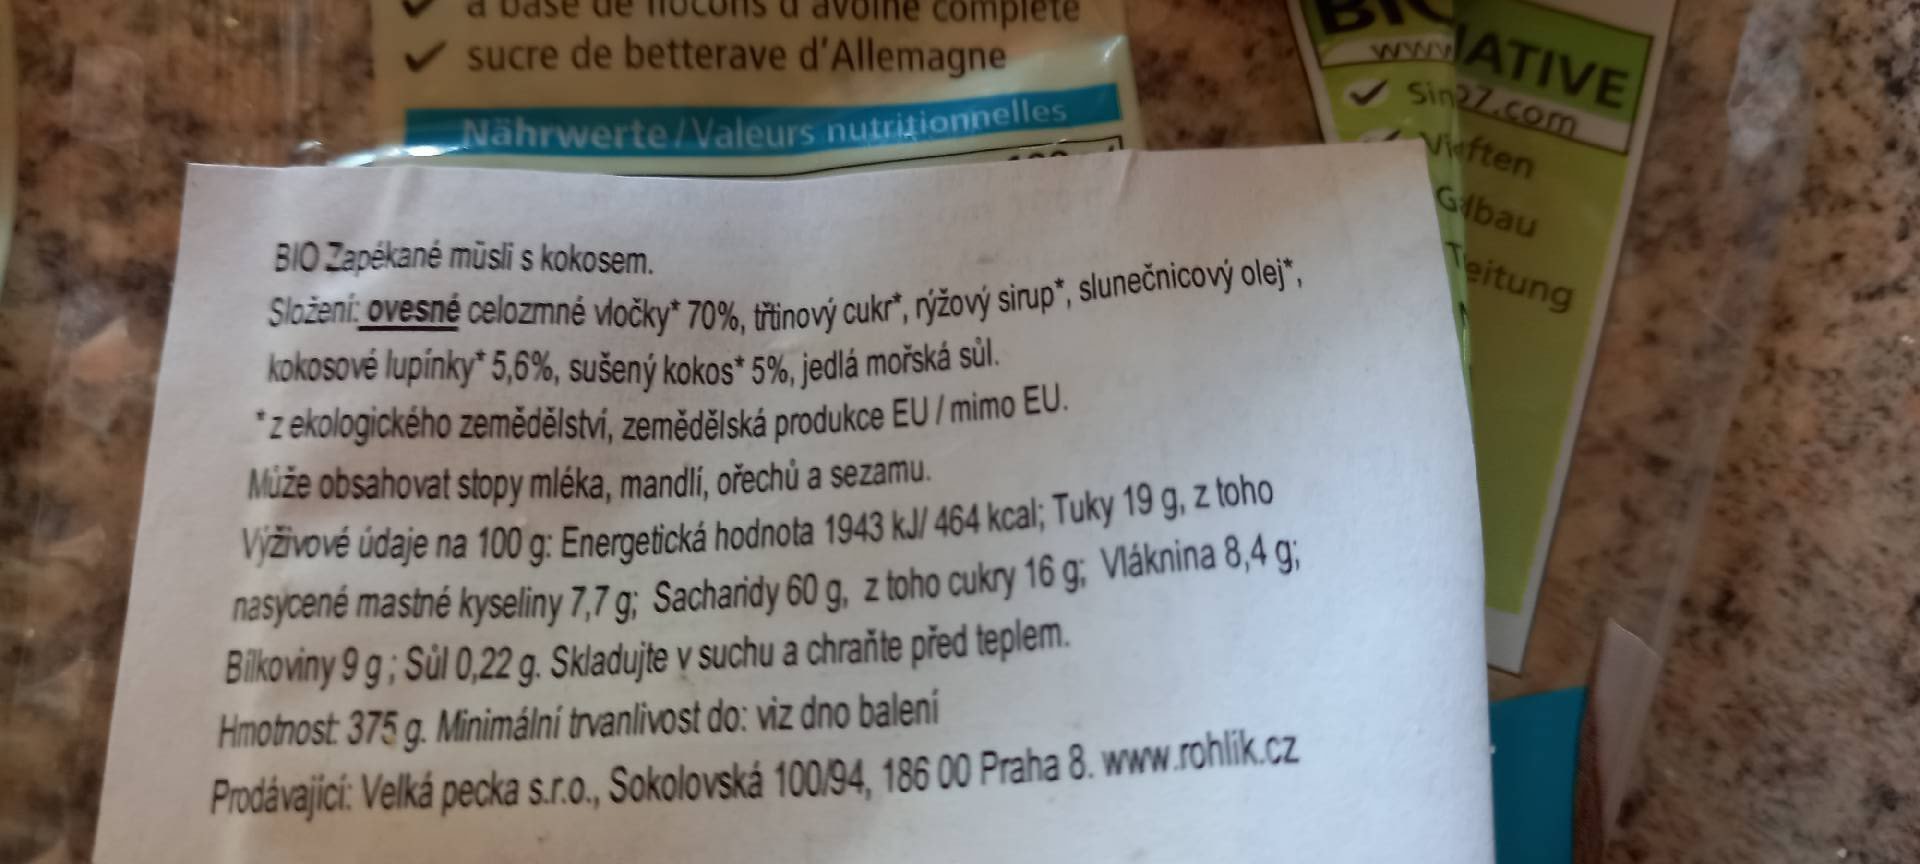 à base de flocons d'avoine complète
✓ sucre de betterave d'Allemagne
Nährwerte/Valeurs nutritionnelles
BIO Zapékané müsli s kokosem.
Složení: ovesné celozrnné vločky* 70%, třtinový cukr*, rýžový sirup*, slunečnicový olej*,
kokosové lupínky* 5,6%, sušený kokos* 5%, jedlá mořská sůl.
*z ekologického zemědělství, zemědělská produkce EU / mimo EU.
Může obsahovat stopy mléka, mandlí, ořechů a sezamu.
Výživové údaje na 100 g: Energetická hodnota 1943 kJ/ 464 kcal; Tuky 19 g, z toho
nasycené mastné kyseliny 7,7 g; Sacharidy 60 g, z toho cukry 16 g; Vláknina 8,4 g;
Bílkoviny 9 g ; Sůl 0,22 g. Skladujte v suchu a chraňte před teplem.
Hmotnost: 375 g. Minimální trvanlivost do: viz dno balení
Prodávající: Velká pecka s.r.o., Sokolovská 100/94, 186 00 Praha 8. www.rohlik.cz
ATIVE
www
.com
ften
bau
eitung